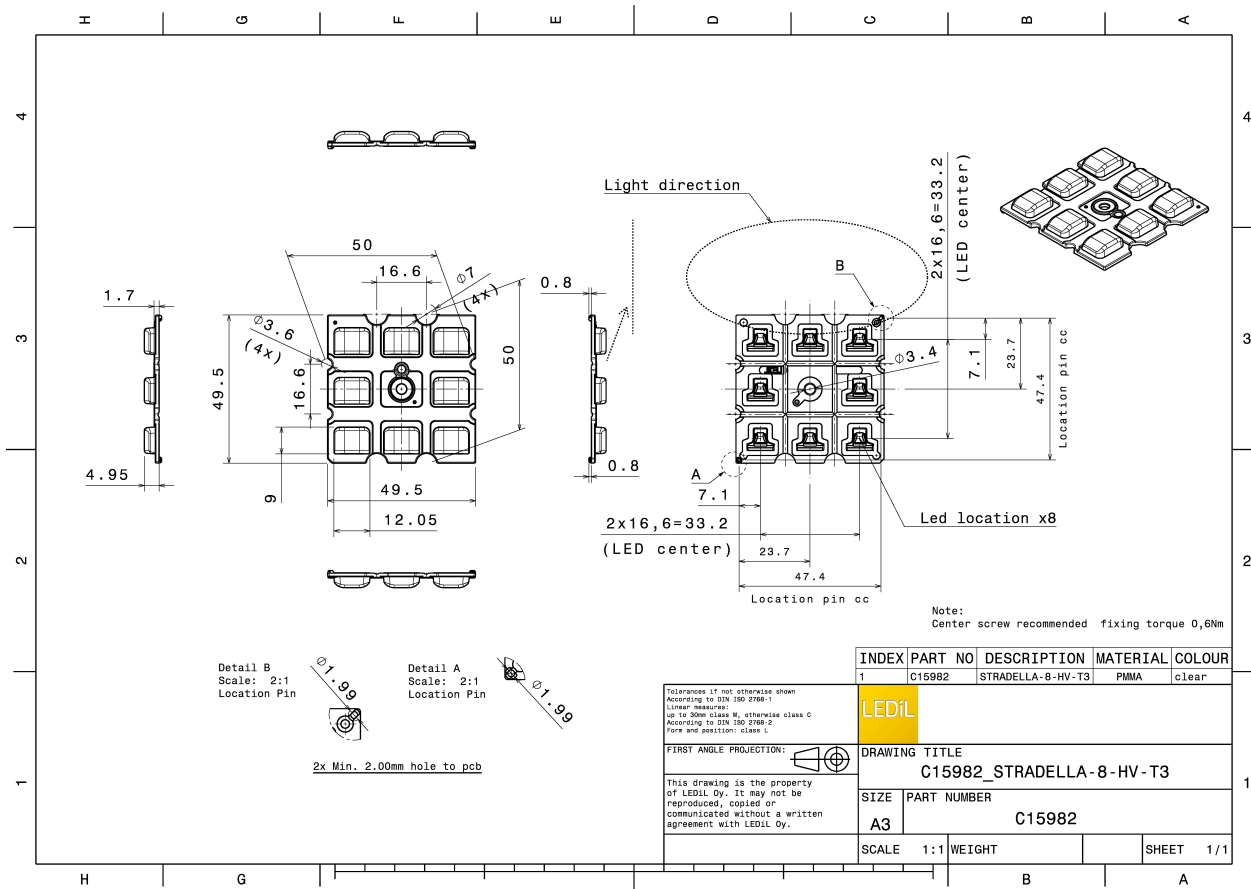 H G F E D C B A
4
4
Light direction
2x16,6=33.2
(LED center)
50
16.6
∅7
(4x)
0.8
B
1.7
∅3.6
(4x)
3
3
16.6
49.5
50
∅3.4
7.1
23.7
47.4
Location pin cc
4.95
9
0.8
A
49.5
7.1
12.05
Led location x8
2x16,6=33.2
(LED center)
23.7
2
2
47.4
Location pin cc
Note:
Center screw recommended fixing torque 0,6Nm
Detail B
Scale: 2:1
Location Pin
∅1.99
Detail A
Scale: 2:1
Location Pin
∅1.99
2x Min. 2.00mm hole to pcb
INDEX PART NO DESCRIPTION MATERIAL COLOUR
1 C15982 STRADELLA-8-HV-T3 PMMA clear
Tolerances if not otherwise shown
According to DIN ISO 2768-1
Linear measures:
up to 30mm class M, otherwise class C
According to DIN ISO 2768-2
Form and position: class L
LEDiL
FIRST ANGLE PROJECTION:
DRAWING TITLE
C15982_STRADELLA-8-HV-T3
1
1
This drawing is the property
of LEDiL Oy. It may not be
reproduced, copied or
communicated without a written
agreement with LEDiL Oy.
SIZE PART NUMBER
A3 C15982
SCALE 1:1 WEIGHT SHEET 1/1
H G B A